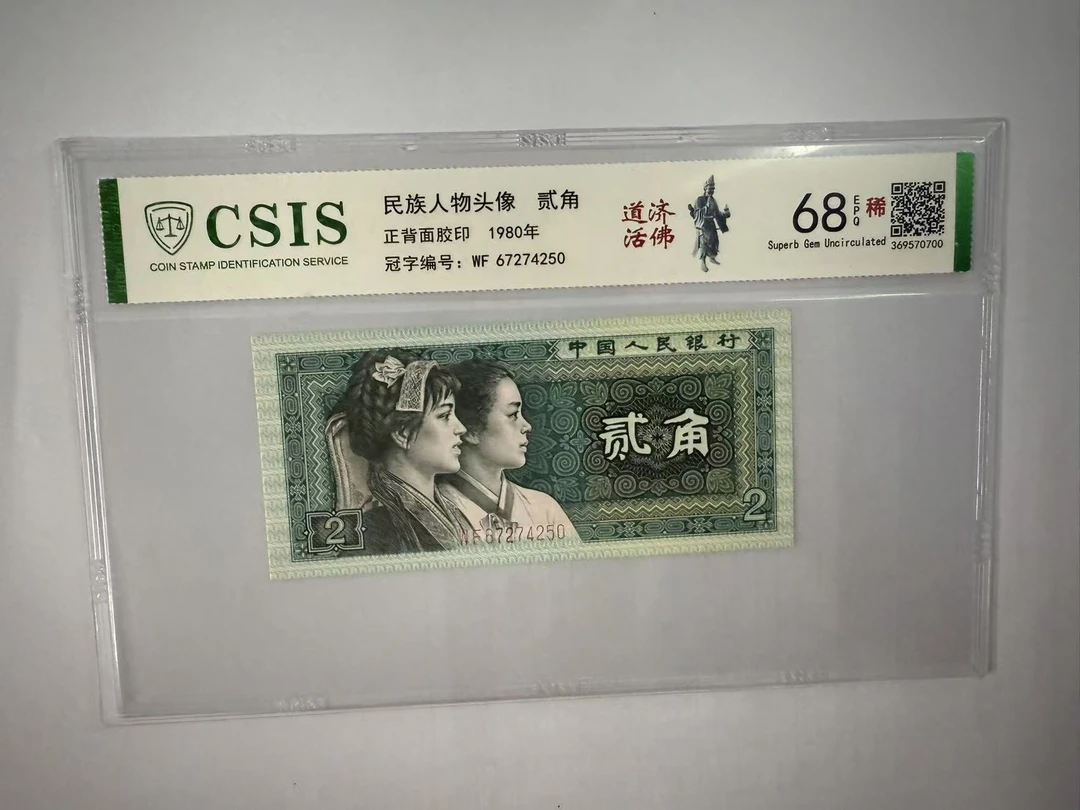 CSIS
COIN STAMP IDENTIFICATION SERVICE
民族人物头像 贰角
正背面胶印 1980年
冠字编号: WF 67274250
道济
活佛
68 EPQ 稀
Superb Gem Uncirculated
369570700
中国人民银行
贰角
2
2
WF67274250